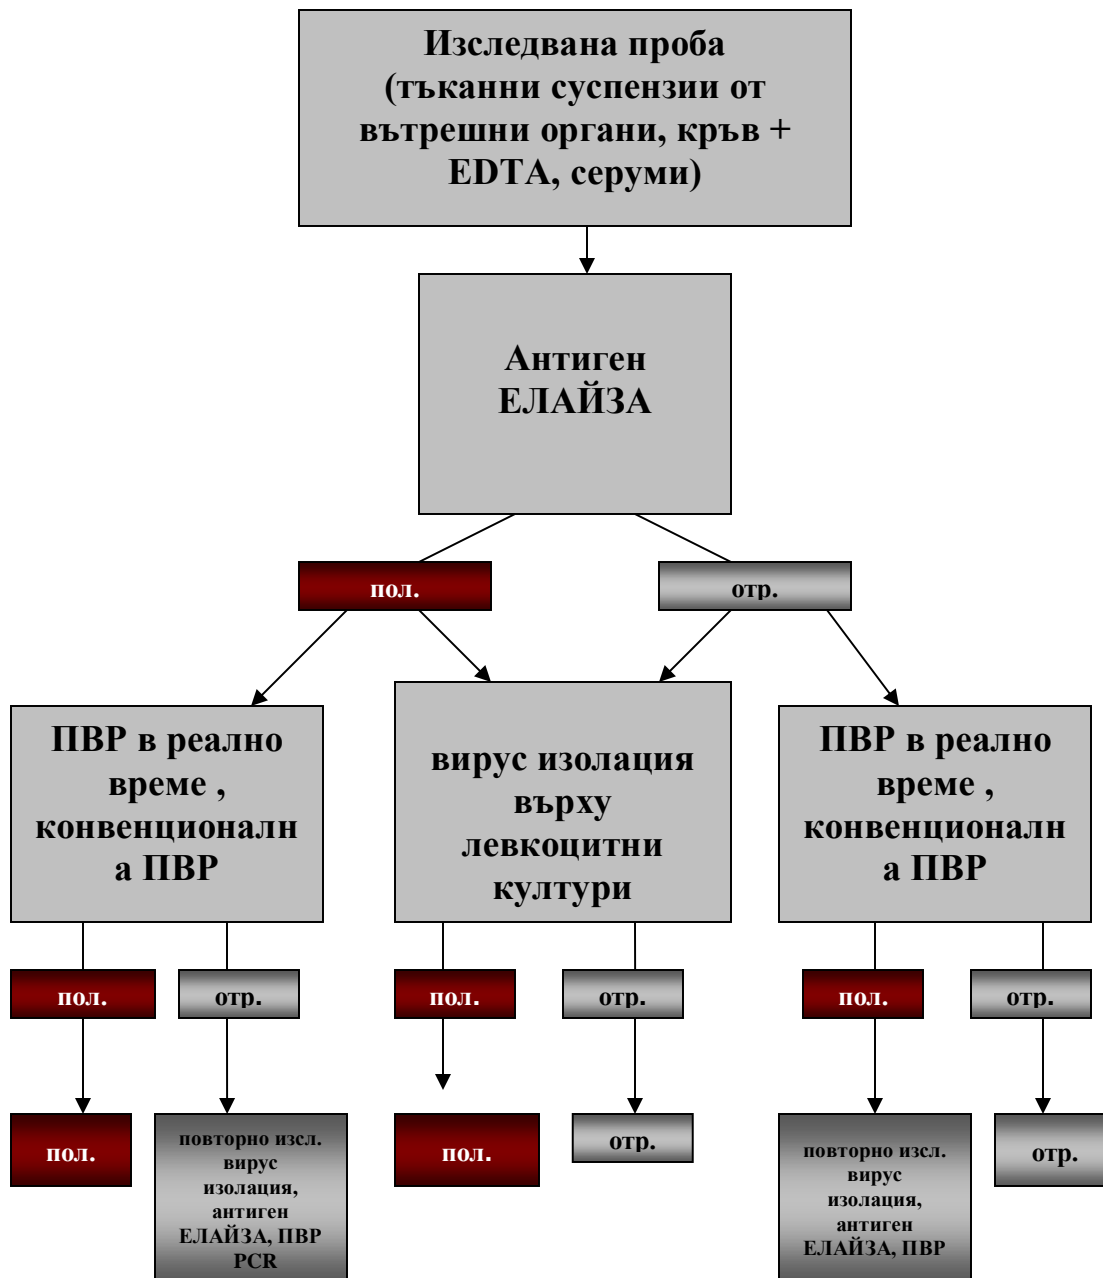 Изследвана проба
(тъканни суспензии от
вътрешни органи, кръв +
EDTA, серуми)
Антиген
ЕЛАЙЗА
пол.
отр.
ПВР в реално
време ,
конвенционалн
а ПВР
вирус изолация
върху
левкоцитни
култури
ПВР в реално
време ,
конвенционалн
а ПВР
пол.
отр.
пол.
отр.
пол.
отр.
пол.
повторно изсл.
вирус
изолация,
антиген
ЕЛАЙЗА, ПВР
PCR
пол.
отр.
повторно изсл.
вирус
изолация,
антиген
ЕЛАЙЗА, ПВР
отр.